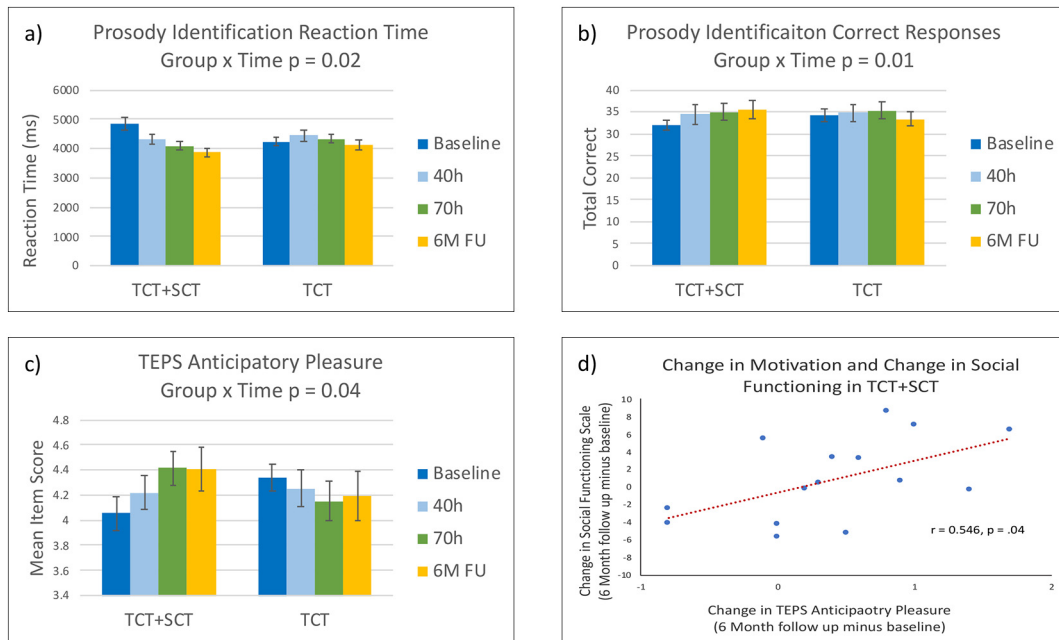 a)
Prosody Identification Reaction Time
Group x Time p = 0.02
Reaction Time (ms)
6000
5000
4000
3000
2000
1000
0
TCT+SCT
TCT
Baseline
40h
70h
6M FU
b)
Prosody Identificaiton Correct Responses
Group x Time p = 0.01
Total Correct
40
35
30
25
20
15
10
5
0
TCT+SCT
TCT
Baseline
40h
70h
6M FU
c)
TEPS Anticipatory Pleasure
Group x Time p = 0.04
Mean Item Score
4.8
4.6
4.4
4.2
4
3.8
3.6
3.4
TCT+SCT
TCT
Baseline
40h
70h
6M FU
d)
Change in Motivation and Change in Social
Functioning in TCT+SCT
Change in Social Functioning Scale
(6 Month follow up minus baseline)
10
8
6
4
2
0
-2
-4
-6
-8
-10
r = 0.546, p = .04
-1
0
1
2
Change in TEPS Anticipaotry Pleasure
(6 Month follow up minus baseline)